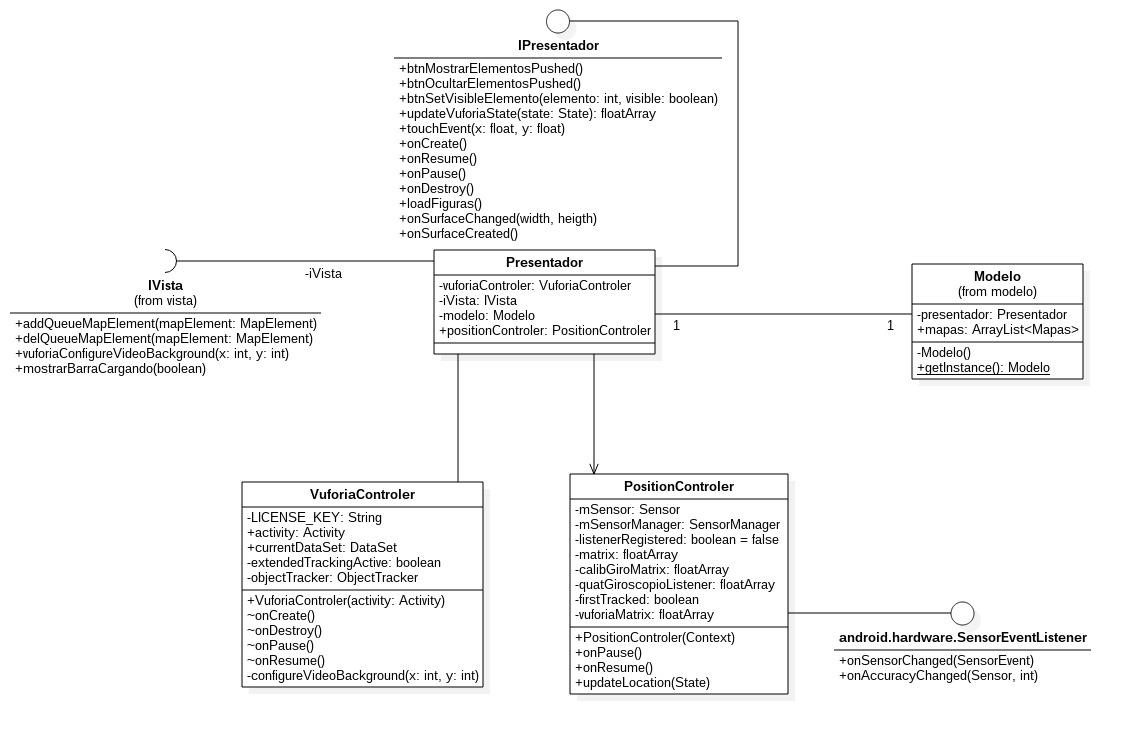 IPresentador
+btnMostrarElementosPushed()
+btnOcultarElementosPushed()
+btnSetVisibleElemento(elemento: int, visible: boolean)
+updateVuforiaState(state: State): floatArray
+touchEvent(x: float, y: float)
+onCreate()
+onResume()
+onPause()
+onDestroy()
+loadFiguras()
+onSurfaceChanged(width, heigth)
+onSurfaceCreated()
-iVista
IVista
(from vista)
+addQueueMapElement(mapElement: MapElement)
+delQueueMapElement(mapElement: MapElement)
+vuforiaConfigureVideoBackground(x: int, y: int)
+mostrarBarraCargando(boolean)
Presentador
-vuforiaControler: VuforiaControler
-iVista: IVista
-modelo: Modelo
+positionControler: PositionControler
1
1
Modelo
(from modelo)
-presentador: Presentador
+mapas: ArrayList<Mapas>
-Modelo()
+getInstance(): Modelo
VuforiaControler
-LICENSE_KEY: String
+activity: Activity
+currentDataSet: DataSet
-extendedTrackingActive: boolean
-objectTracker: ObjectTracker
+VuforiaControler(activity: Activity)
~onCreate()
~onDestroy()
~onPause()
~onResume()
-configureVideoBackground(x: int, y: int)
PositionControler
-mSensor: Sensor
-mSensorManager: SensorManager
-listenerRegistered: boolean = false
-matrix: floatArray
-calibGiroMatrix: floatArray
-quatGiroscopioListener: floatArray
-firstTracked: boolean
-vuforiaMatrix: floatArray
+PositionControler(Context)
+onPause()
+onResume()
+updateLocation(State)
android.hardware.SensorEventListener
+onSensorChanged(SensorEvent)
+onAccuracyChanged(Sensor, int)